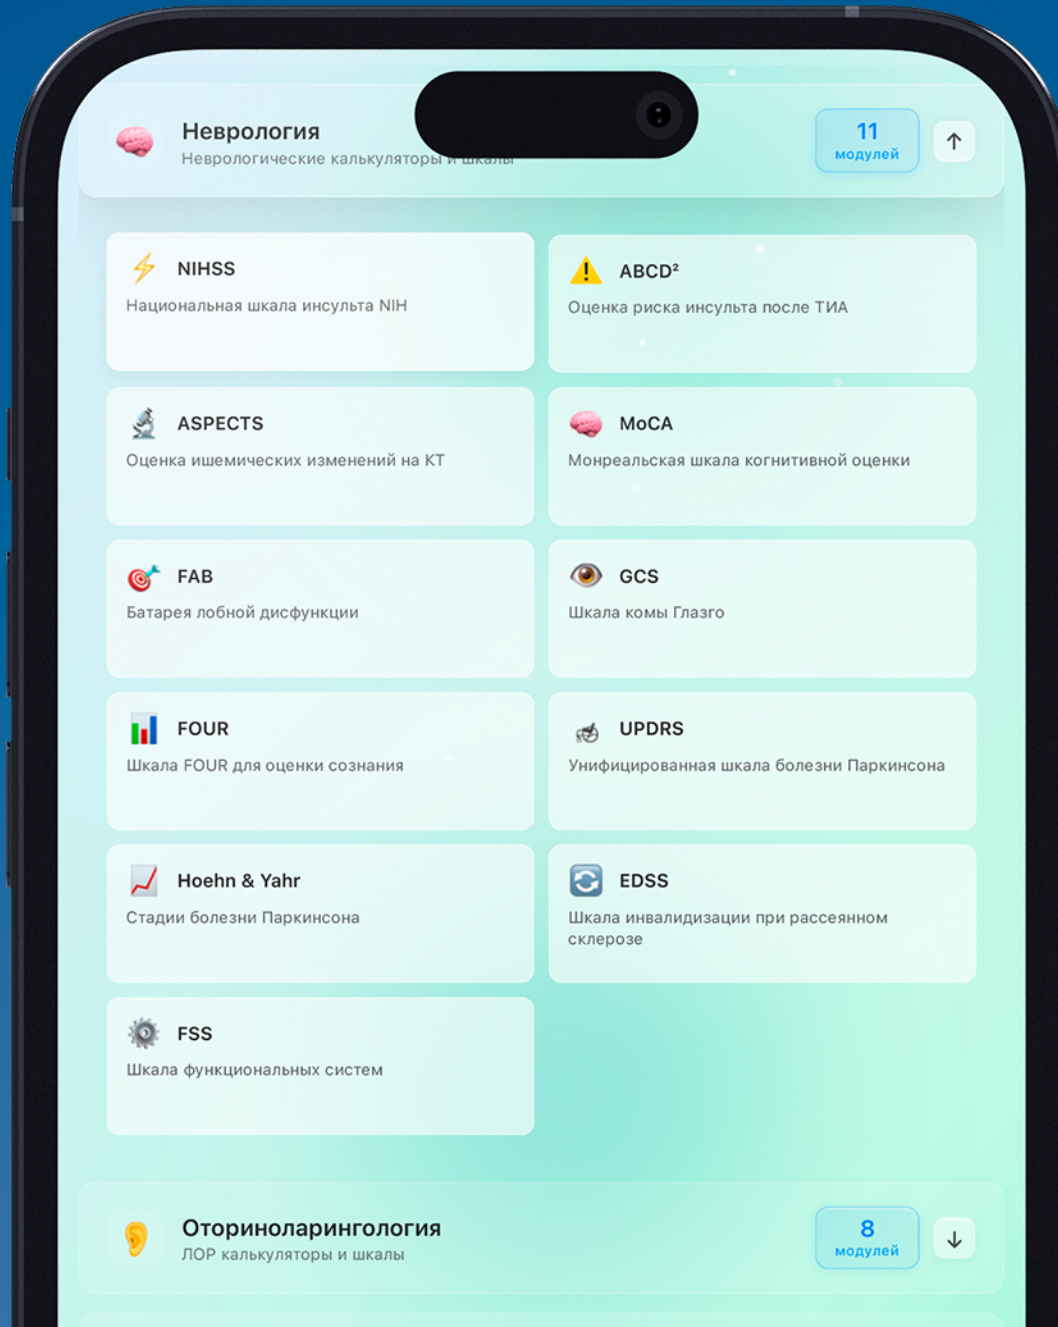 Неврология
Неврологические калькуляторы и шкалы
11
модулей
NIHSS
Национальная шкала инсульта NIH
ABCD²
Оценка риска инсульта после ТИА
ASPECTS
Оценка ишемических изменений на КТ
MoCA
Монреальская шкала когнитивной оценки
FAB
Батарея лобной дисфункции
GCS
Шкала комы Глазго
FOUR
Шкала FOUR для оценки сознания
UPDRS
Унифицированная шкала болезни Паркинсона
Hoehn & Yahr
Стадии болезни Паркинсона
EDSS
Шкала инвалидизации при рассеянном
склерозе
FSS
Шкала функциональных систем
Оториноларингология
ЛОР калькуляторы и шкалы
8
модулей